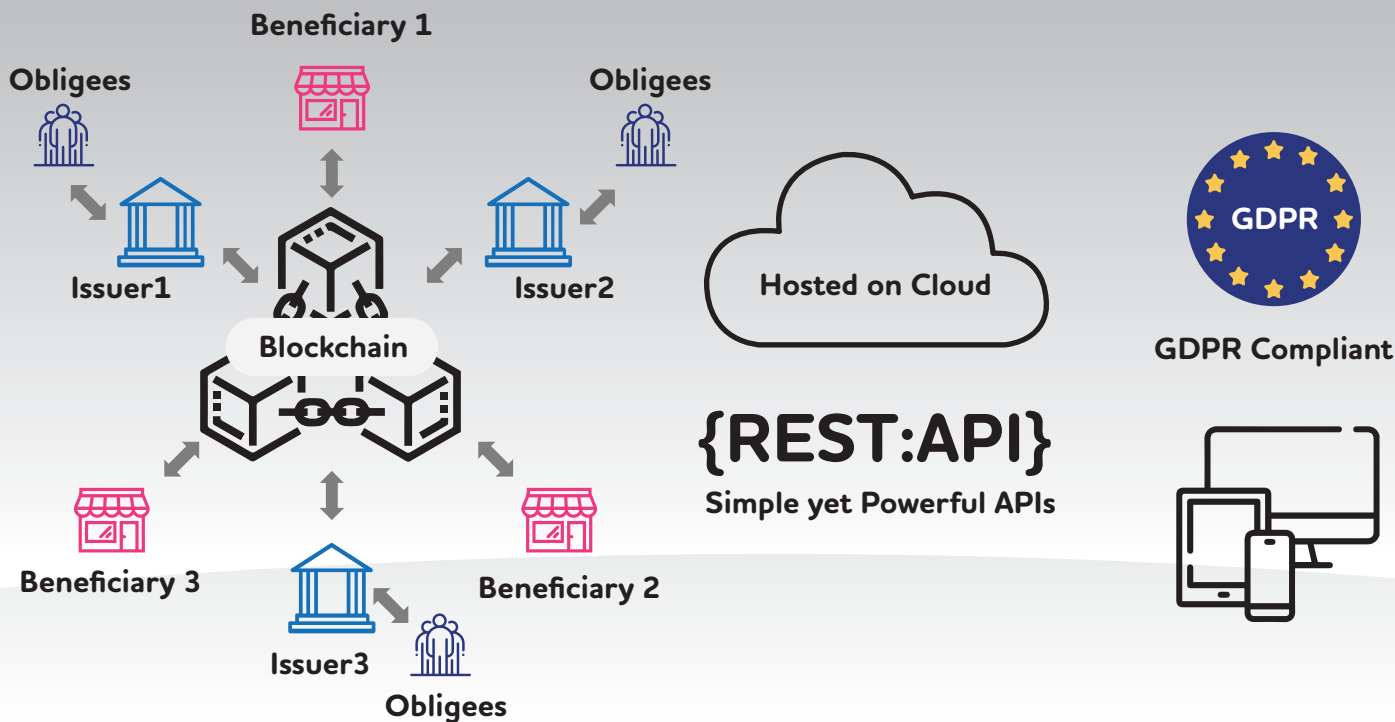 Beneficiary 1
Obligees
Obligees
Issuer1
Issuer2
Blockchain
Beneficiary 3
Beneficiary 2
Issuer3
Obligees
Hosted on Cloud
GDPR
GDPR Compliant
{REST:API}
Simple yet Powerful APIs